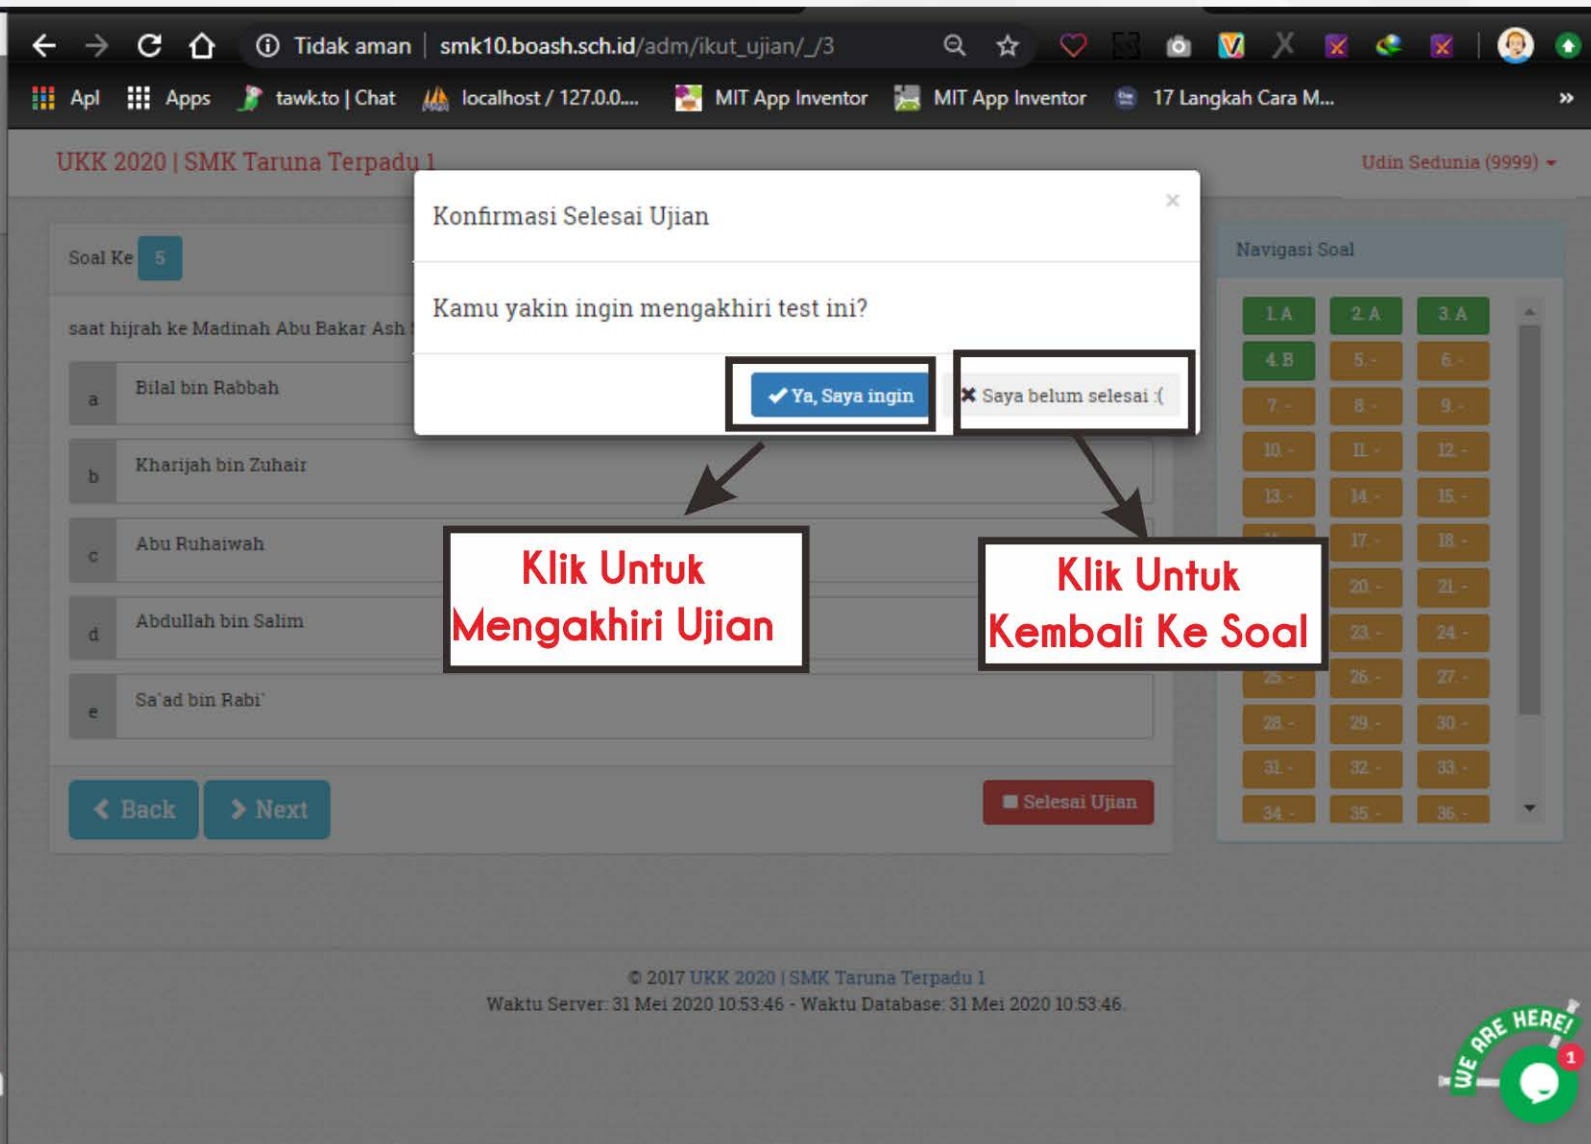 Tidak aman | smk10.boash.sch.id/adm/ikut_ujian/_/3
Apl Apps tawk.to | Chat localhost / 127.0.0.... MIT App Inventor MIT App Inventor 17 Langkah Cara M... »
UKK 2020 | SMK Taruna Terpadu 1
Udin Sedunia (9999)
Konfirmasi Selesai Ujian
×
Kamu yakin ingin mengakhiri test ini?
Ya, Saya ingin
Saya belum selesai :(
Soal Ke 5
saat hijrah ke Madinah Abu Bakar Ash
a Bilal bin Rabbah
b Kharijah bin Zuhair
c Abu Ruhaiwah
d Abdullah bin Salim
e Sa`ad bin Rabi`
Klik Untuk
Mengakhiri Ujian
Klik Untuk
Kembali Ke Soal
Back
Next
Selesai Ujian
Navigasi Soal
1. A 2. A 3. A
4. B 5. - 6. -
7. - 8. - 9. -
10. - 11. - 12. -
13. - 14. - 15. -
17. - 18. -
20. - 21. -
23. - 24. -
25. - 26. - 27. -
28. - 29. - 30. -
31. - 32. - 33. -
34. - 35. - 36. -
© 2017 UKK 2020 | SMK Taruna Terpadu 1
Waktu Server: 31 Mei 2020 10:53:46 - Waktu Database: 31 Mei 2020 10:53:46.
WE ARE HERE!
1